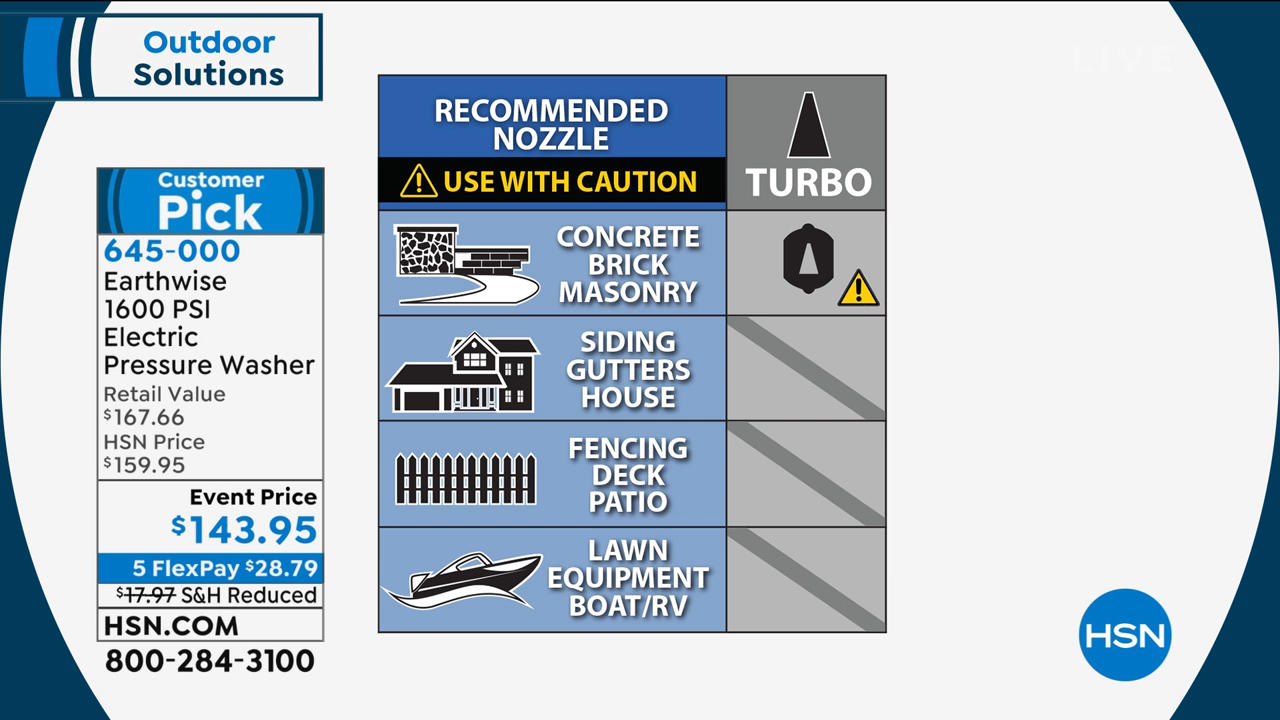 Outdoor
Solutions
LIVE
Customer
Pick
645-000
Earthwise
1600 PSI
Electric
Pressure Washer
Retail Value
$167.66
HSN Price
$159.95
Event Price
$143.95
5 FlexPay $28.79
$17.97 S&H Reduced
HSN.COM
800-284-3100
RECOMMENDED
NOZZLE
USE WITH CAUTION
TURBO
CONCRETE
BRICK
MASONRY
SIDING
GUTTERS
HOUSE
FENCING
DECK
PATIO
LAWN
EQUIPMENT
BOAT/RV
HSN